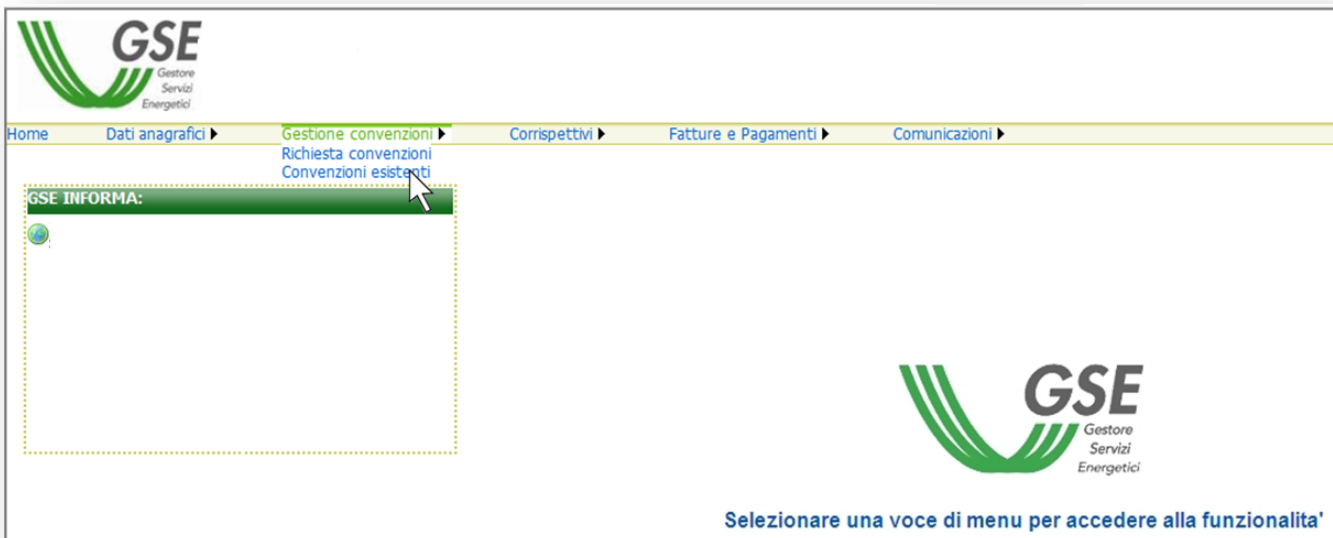 GSE
Gestore
Servizi
Energetici
Home Dati anagrafici Gestione convenzioni Corrispettivi Fatture e Pagamenti Comunicazioni
Richiesta convenzioni
Convenzioni esistenti
GSE INFORMA:
GSE
Gestore
Servizi
Energetici
Selezionare una voce di menu per accedere alla funzionalita'